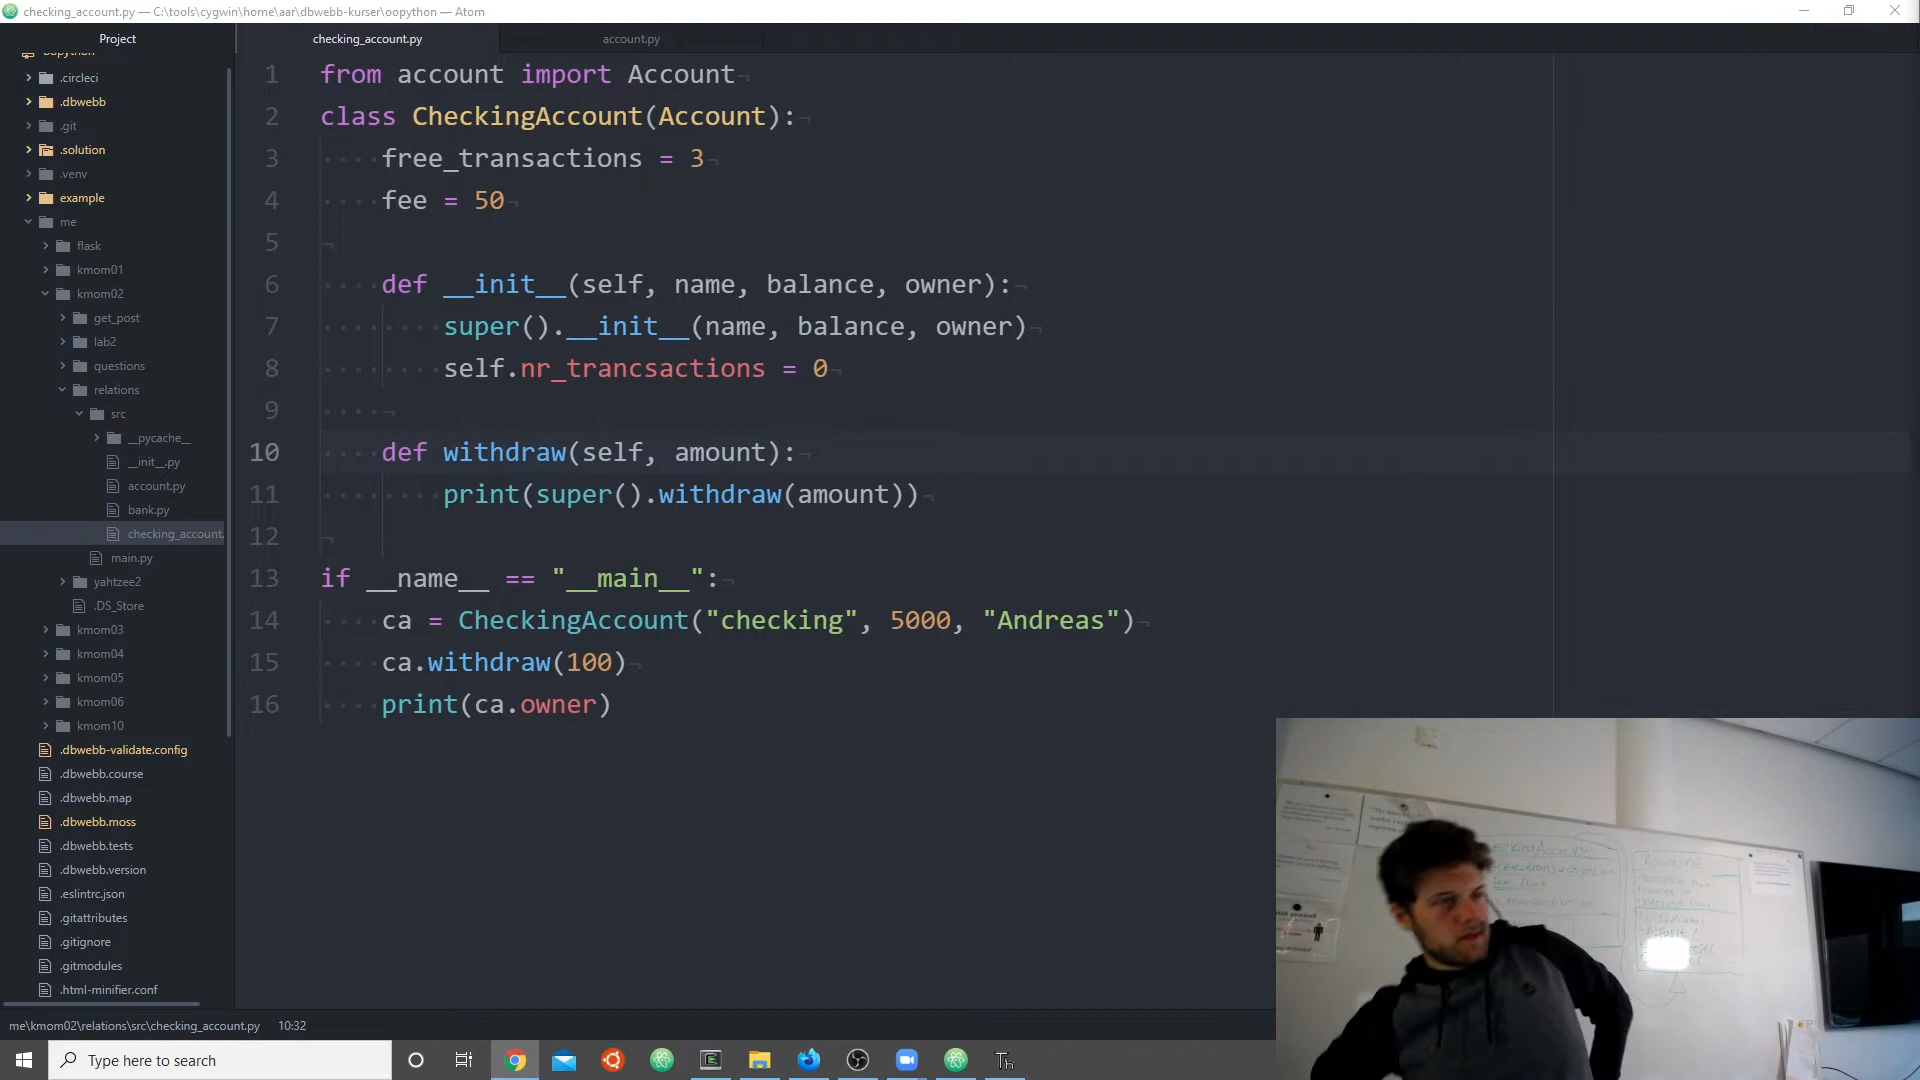 checking_account.py — C:\tools\cygwin\home\aar\dbwebb-kurser\oopython — Atom
Project
checking_account.py
account.py
.circleci
.dbwebb
.git
.solution
.venv
example
me
flask
kmom01
kmom02
get_post
lab2
questions
relations
src
__pycache__
__init__.py
account.py
bank.py
checking_account.
main.py
yahtzee2
.DS_Store
kmom03
kmom04
kmom05
kmom06
kmom10
.dbwebb-validate.config
.dbwebb.course
.dbwebb.map
.dbwebb.moss
.dbwebb.tests
.dbwebb.version
.eslintrc.json
.gitattributes
.gitignore
.gitmodules
.html-minifier.conf
1 from account import Account
2 class CheckingAccount(Account):
3 free_transactions = 3
4 fee = 50
5
6 def __init__(self, name, balance, owner):
7 super().__init__(name, balance, owner)
8 self.nr_trancsactions = 0
9
10 def withdraw(self, amount):
11 print(super().withdraw(amount))
12
13 if __name__ == "__main__":
14 ca = CheckingAccount("checking", 5000, "Andreas")
15 ca.withdraw(100)
16 print(ca.owner)
me\kmom02\relations\src\checking_account.py 10:32
Type here to search